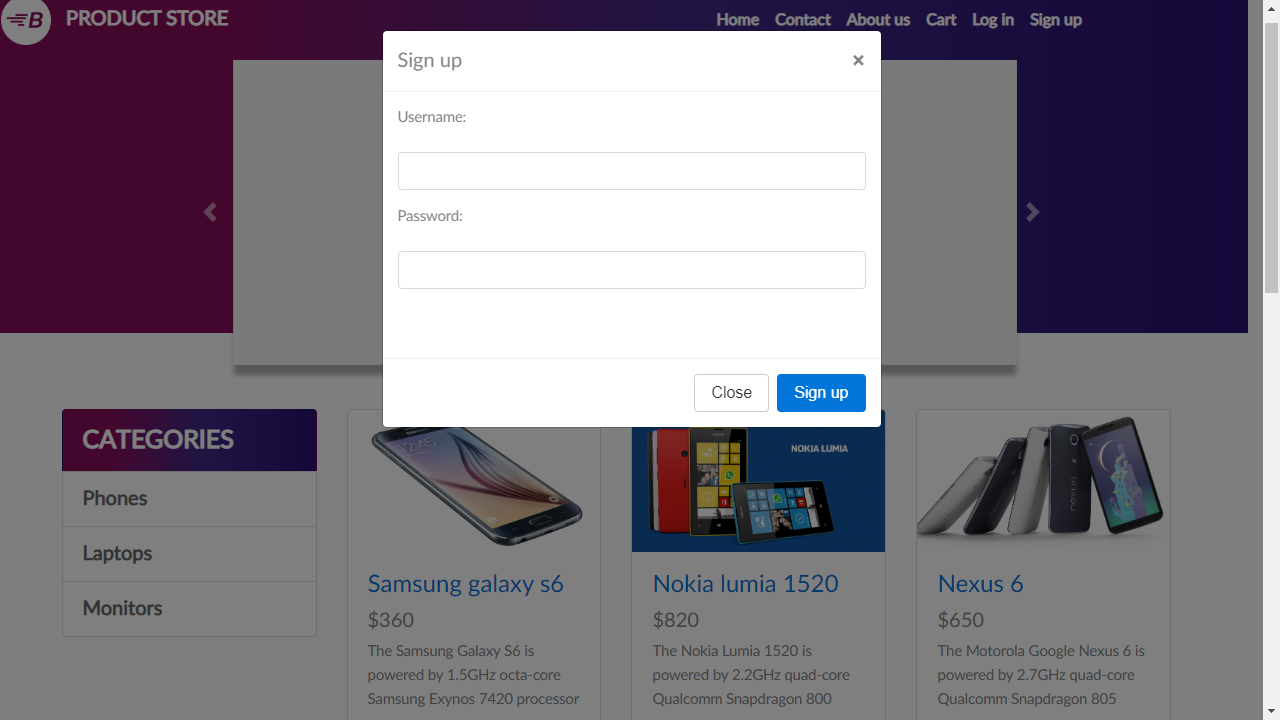 B PRODUCT STORE
Home Contact About us Cart Log in Sign up
Sign up ×
Username:
Password:
Close Sign up
CATEGORIES
Phones
Laptops
Monitors
12:45
NOKIA LUMIA
nexus
Samsung galaxy s6
$360
The Samsung Galaxy S6 is
powered by 1.5GHz octa-core
Samsung Exynos 7420 processor
Nokia lumia 1520
$820
The Nokia Lumia 1520 is
powered by 2.2GHz quad-core
Qualcomm Snapdragon 800
Nexus 6
$650
The Motorola Google Nexus 6 is
powered by 2.7GHz quad-core
Qualcomm Snapdragon 805